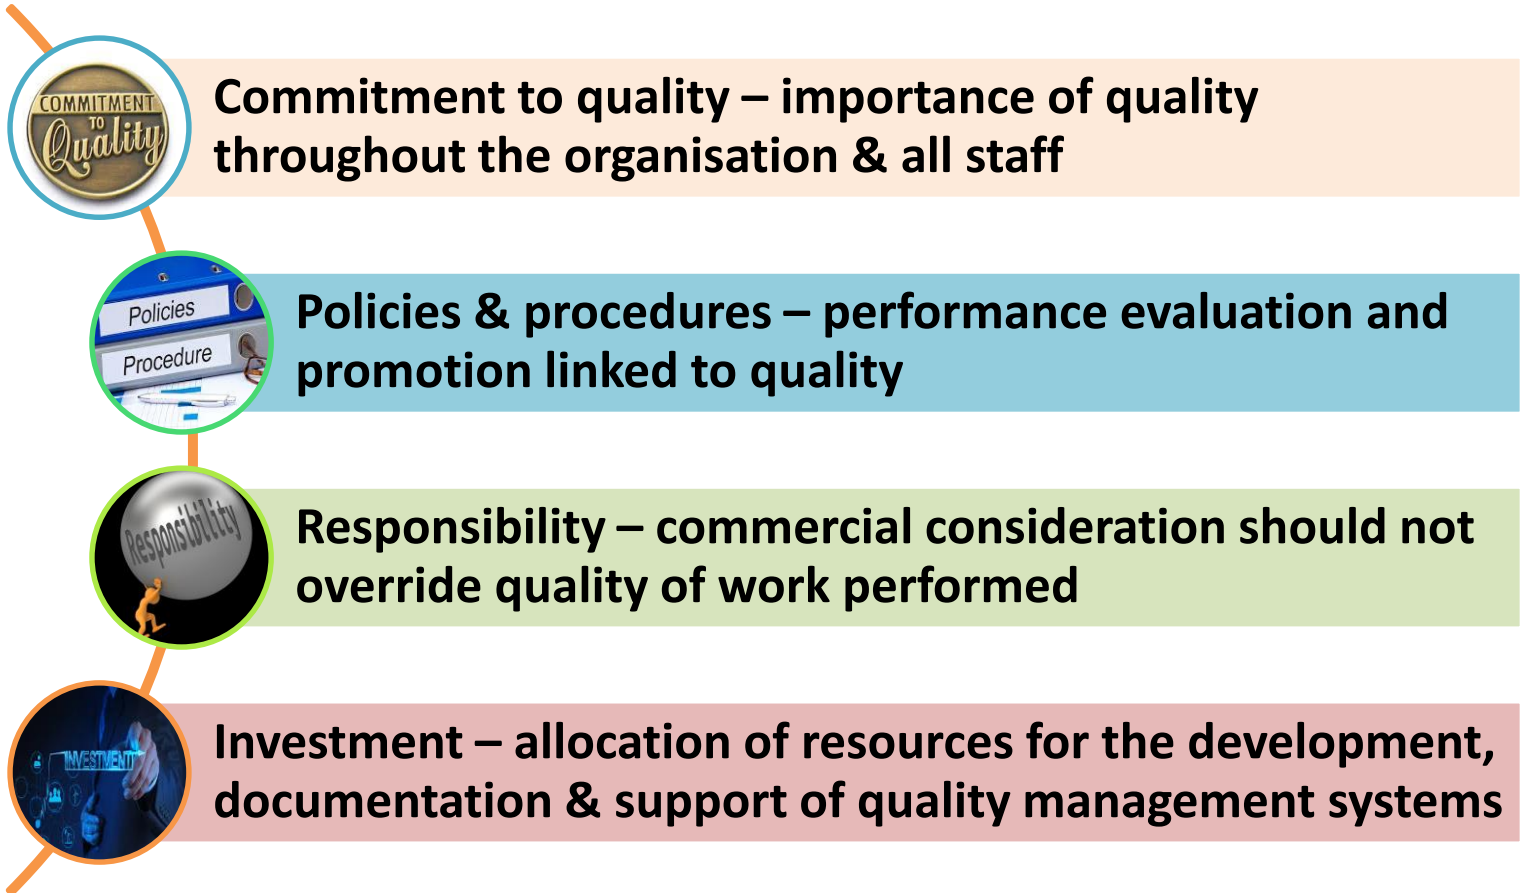 COMMITMENT
TO
Quality
Commitment to quality – importance of quality
throughout the organisation & all staff
Policies
Procedure
Policies & procedures – performance evaluation and
promotion linked to quality
Responsibility
Responsibility – commercial consideration should not
override quality of work performed
INVESTMENT
Investment – allocation of resources for the development,
documentation & support of quality management systems